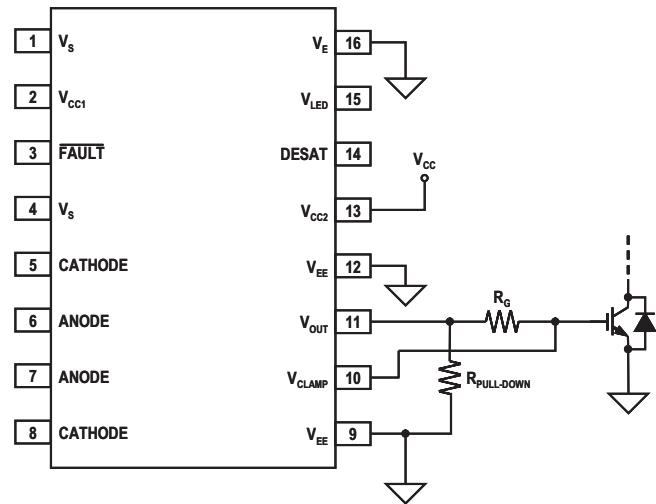 1 VS
2 VCC1
3 FAULT
4 VS
5 CATHODE
6 ANODE
7 ANODE
8 CATHODE
VE 16
VLED 15
DESAT 14
VCC2 13
VEE 12
VOUT 11
VCLAMP 10
VEE 9
VCC
RG
RPULL-DOWN